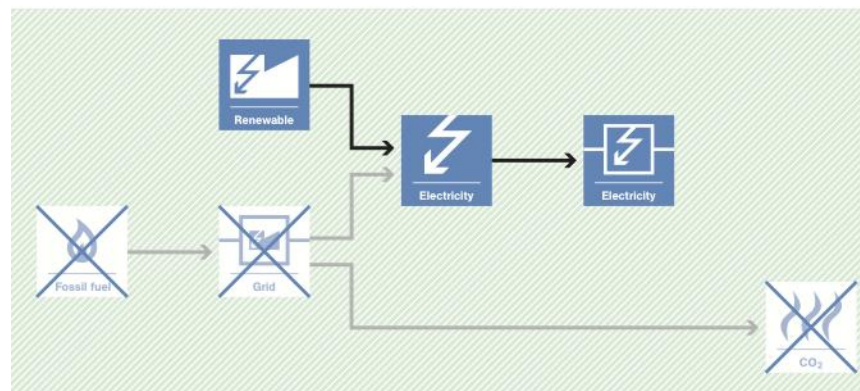 Renewable
Electricity
Electricity
Fossil fuel
Grid
CO₂